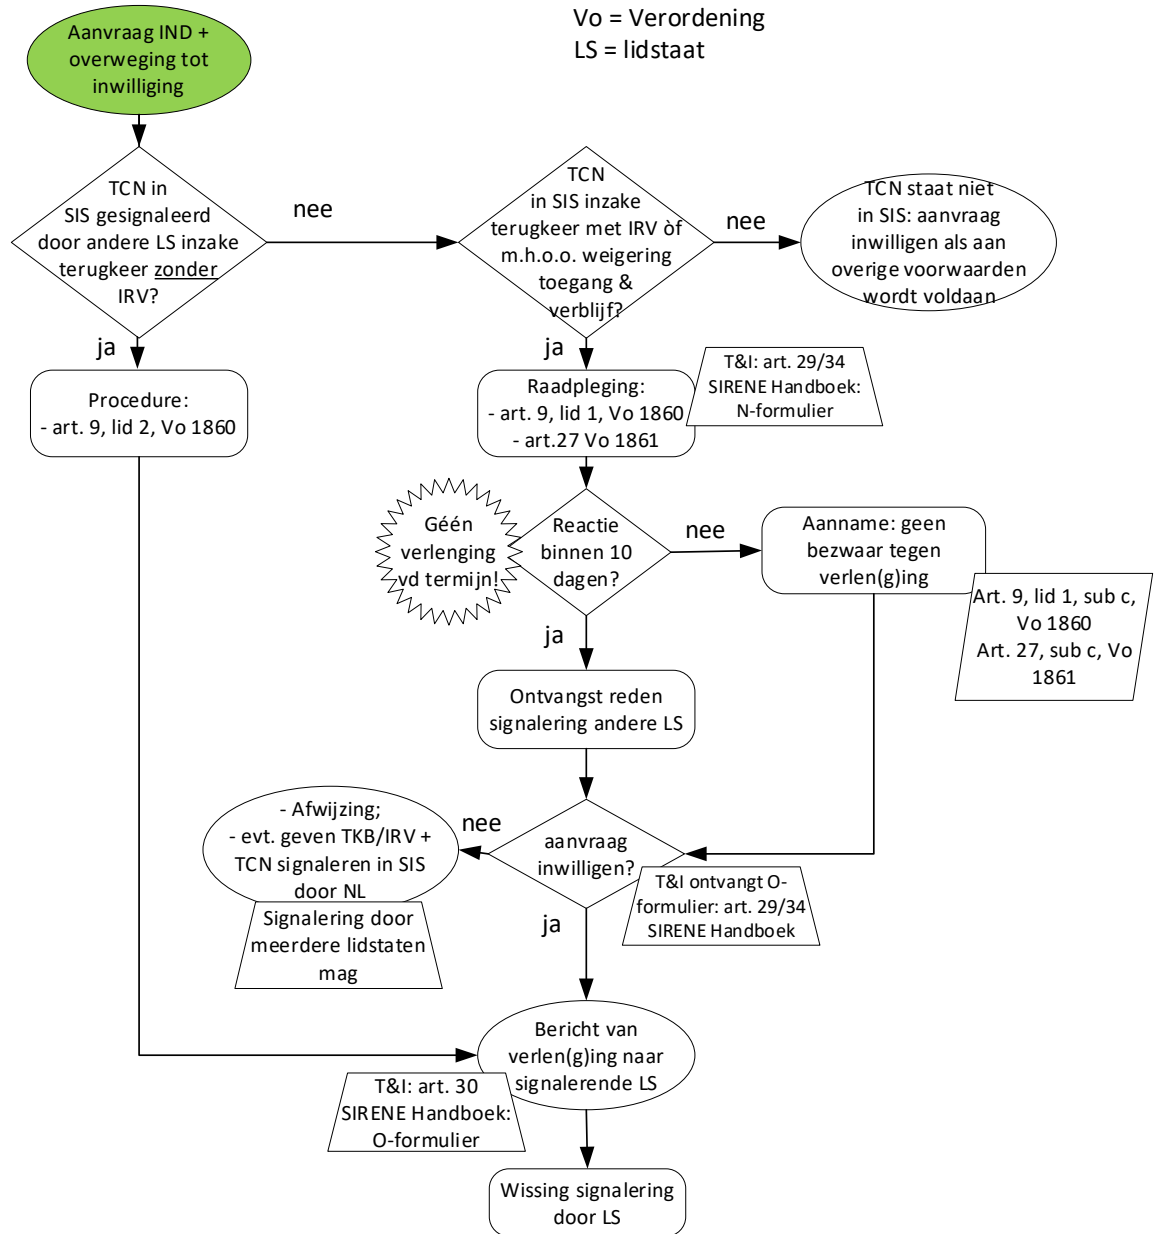 Vo = Verordening
LS = lidstaat
Aanvraag IND +
overweging tot
inwilliging
TCN in
SIS gesignaleerd
door andere LS inzake
terugkeer zonder
IRV?
nee
ja
TCN
in SIS inzake
terugkeer met IRV òf
m.h.o.o. weigering
toegang &
verblijf?
nee
ja
TCN staat niet
in SIS: aanvraag
inwilligen als aan
overige voorwaarden
wordt voldaan
Procedure:
- art. 9, lid 2, Vo 1860
Raadpleging:
- art. 9, lid 1, Vo 1860
- art.27 Vo 1861
T&I: art. 29/34
SIRENE Handboek:
N-formulier
Géén
verlenging
vd termijn!
Reactie
binnen 10
dagen?
nee
ja
Aanname: geen
bezwaar tegen
verlen(g)ing
Art. 9, lid 1, sub c,
Vo 1860
Art. 27, sub c, Vo
1861
Ontvangst reden
signalering andere LS
aanvraag
inwilligen?
nee
ja
- Afwijzing;
- evt. geven TKB/IRV +
TCN signaleren in SIS
door NL
Signalering door
meerdere lidstaten
mag
T&I ontvangt O-
formulier: art. 29/34
SIRENE Handboek
Bericht van
verlen(g)ing naar
signalerende LS
T&I: art. 30
SIRENE Handboek:
O-formulier
Wissing signalering
door LS